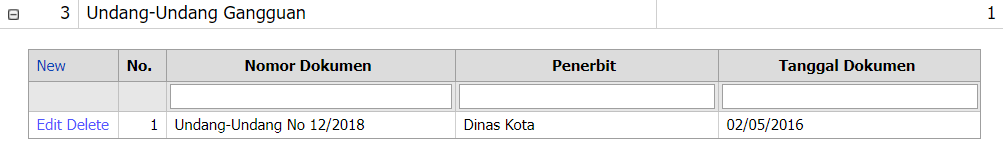 3 Undang-Undang Gangguan 1
New No. Nomor Dokumen Penerbit Tanggal Dokumen
Edit Delete 1 Undang-Undang No 12/2018 Dinas Kota 02/05/2016